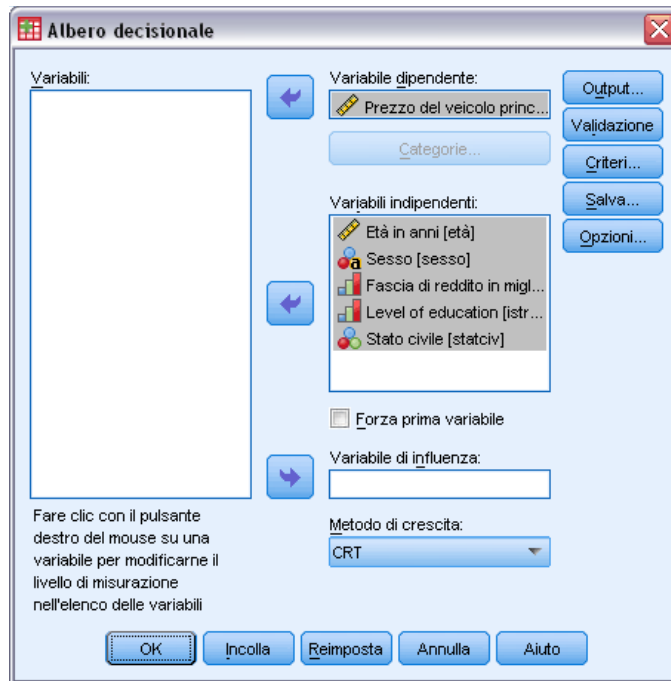 Albero decisionale
Variabili:
Variabile dipendente:
Prezzo del veicolo princ...
Categorie...
Variabili indipendenti:
Età in anni [età]
Sesso [sesso]
Fascia di reddito in migl...
Level of education [istr...
Stato civile [statciv]
Forza prima variabile
Variabile di influenza:
Metodo di crescita:
CRT
Output...
Validazione
Criteri...
Salva...
Opzioni...
Fare clic con il pulsante
destro del mouse su una
variabile per modificarne il
livello di misurazione
nell'elenco delle variabili
OK
Incolla
Reimposta
Annulla
Aiuto